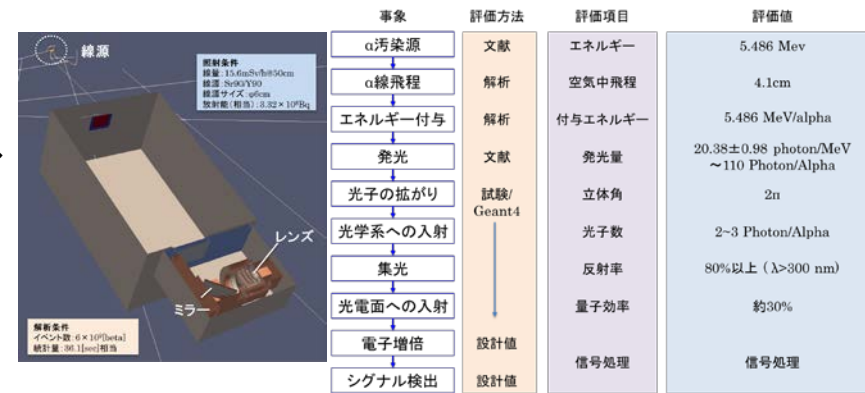 事象 評価方法 評価項目 評価値
線源
照射条件
線量:15.6mSv/h@50cm
線源:Sr90/Y90
線源サイズ:φ6cm
放射能(相当):3.32×10⁸Bq
レンズ
ミラー
解析条件
イベント数:6×10⁹[beta]
統計量:36.1[sec]相当
α汚染源 文献 エネルギー 5.486 Mev
α線飛程 解析 空気中飛程 4.1cm
エネルギー付与 解析 付与エネルギー 5.486 MeV/alpha
発光 文献 発光量 20.38±0.98 photon/MeV
~110 Photon/Alpha
光子の拡がり 試験/ 立体角 2π
Geant4
光学系への入射 光子数 2~3 Photon/Alpha
集光 反射率 80%以上(λ>300 nm)
光電面への入射 量子効率 約30%
電子増倍 設計値
信号処理 信号処理
シグナル検出 設計値